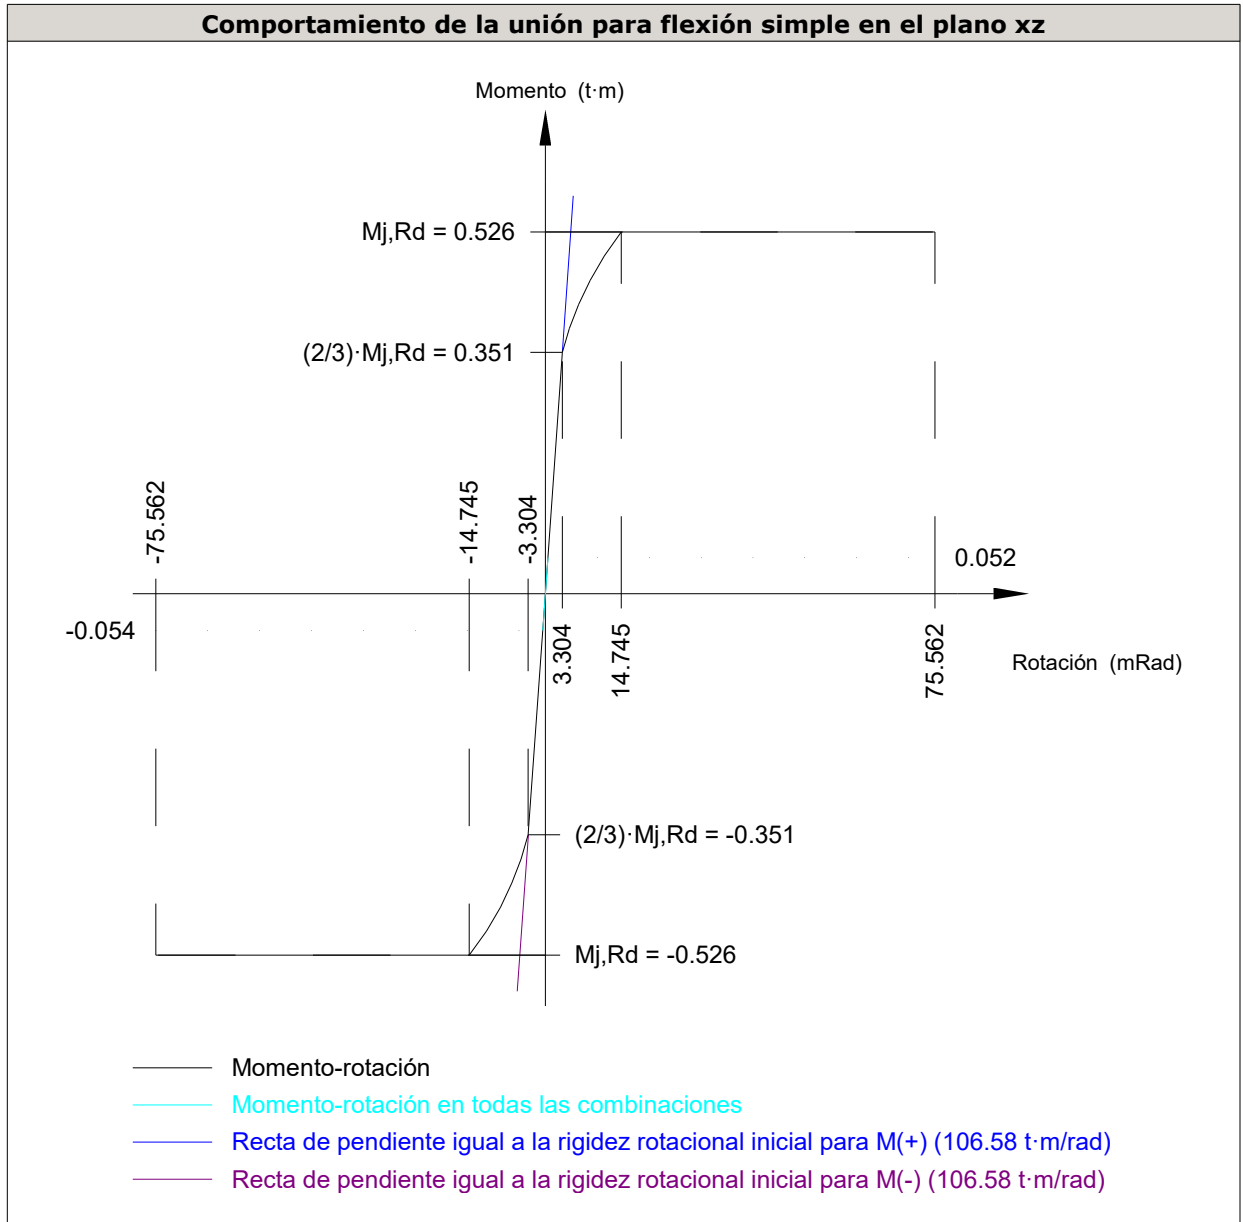 Comportamiento de la unión para flexión simple en el plano xz
Momento (t·m)
Mj,Rd = 0.526
(2/3)·Mj,Rd = 0.351
-75.562
-14.745
-3.304
0.052
-0.054
3.304
14.745
75.562
Rotación (mRad)
(2/3)·Mj,Rd = -0.351
Mj,Rd = -0.526
Momento-rotación
Momento-rotación en todas las combinaciones
Recta de pendiente igual a la rigidez rotacional inicial para M(+) (106.58 t·m/rad)
Recta de pendiente igual a la rigidez rotacional inicial para M(-) (106.58 t·m/rad)